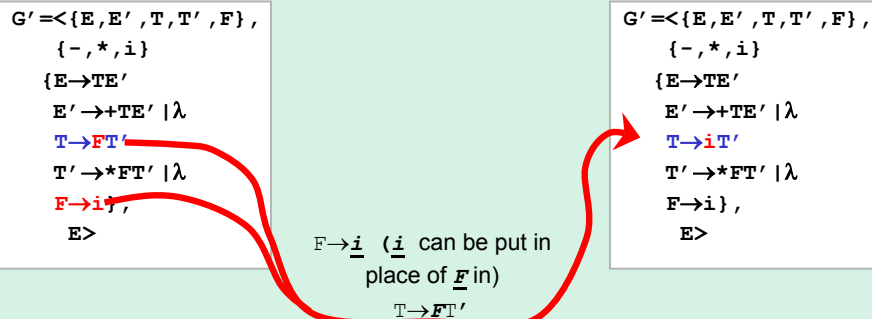 G′=<{E,E′,T,T′,F},
{-,*,i}
{E→TE′
E′→+TE′|λ
T→FT′
T′→*FT′|λ
F→i},
E>
F→i (i can be put in
place of F in)
T→FT′
G′=<{E,E′,T,T′,F},
{-,*,i}
{E→TE′
E′→+TE′|λ
T→iT′
T′→*FT′|λ
F→i},
E>